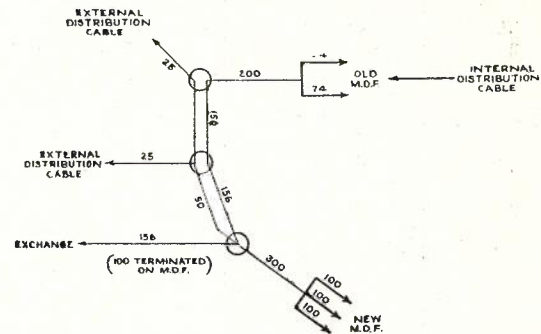 EXTERNAL
DISTRIBUTION
CABLE
25
200
74
74
OLD
M.D.F.
INTERNAL
DISTRIBUTION
CABLE
150
EXTERNAL
DISTRIBUTION
CABLE
25
50
156
EXCHANGE
156
(100 TERMINATED
ON M.D.F.)
300
100
100
100
NEW
M.D.F.